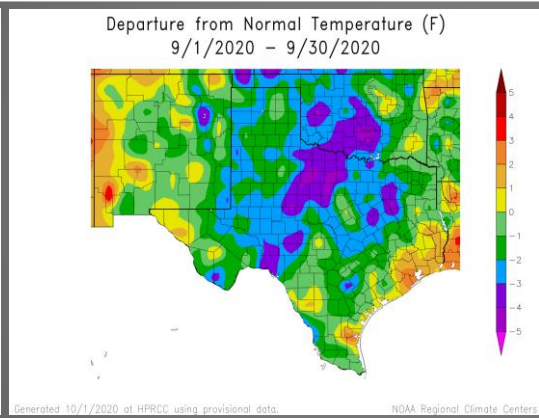 Departure from Normal Temperature (F)
9/1/2020 – 9/30/2020
5
4
3
2
1
0
-1
-2
-3
-4
-5
Generated 10/1/2020 at HPRCC using provisional data.
NOAA Regional Climate Centers